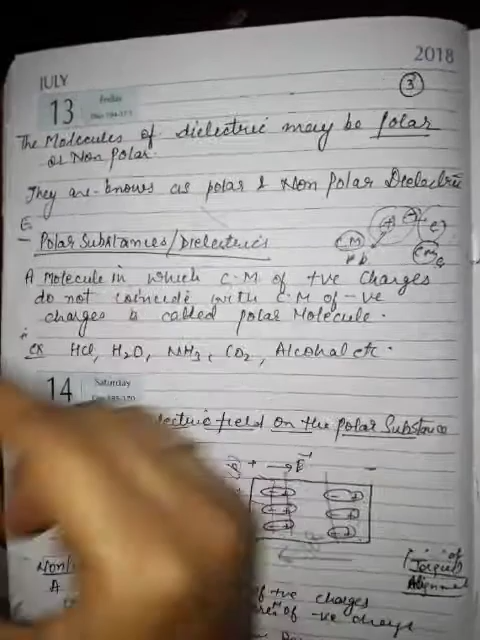 JULY
2018
3
13
Friday
The Molecules of dielectric may be polar
or Non Polar.
They are knows as polar & Non Polar Dielectric
Polar Substances/Dielectrics
CM
A Molecule in which C.M of +ve Charges
do not coincide with C.M of -ve
charges is called polar Molecule.
ex HCl, H2O, NH3, CO2, Alcohal etc.
14
Saturday
field on the Polar Substance
+ → E -
of
Torque
Alignment
A
of +ve charges
of -ve charge